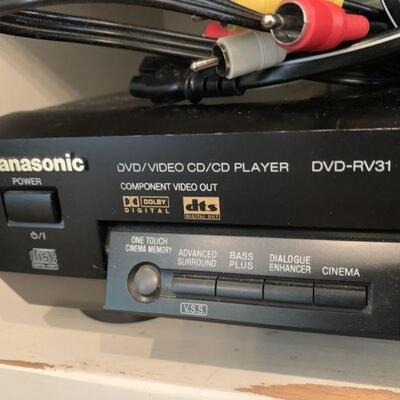 Panasonic
DVD/VIDEO CD/CD PLAYER DVD-RV31
POWER
COMPONENT VIDEO OUT
DOLBY
DIGITAL
dts
DIGITAL OUT
⏻/I
ONE TOUCH
CINEMA MEMORY
ADVANCED
SURROUND
BASS
PLUS
DIALOGUE
ENHANCER
CINEMA
V.S.S.